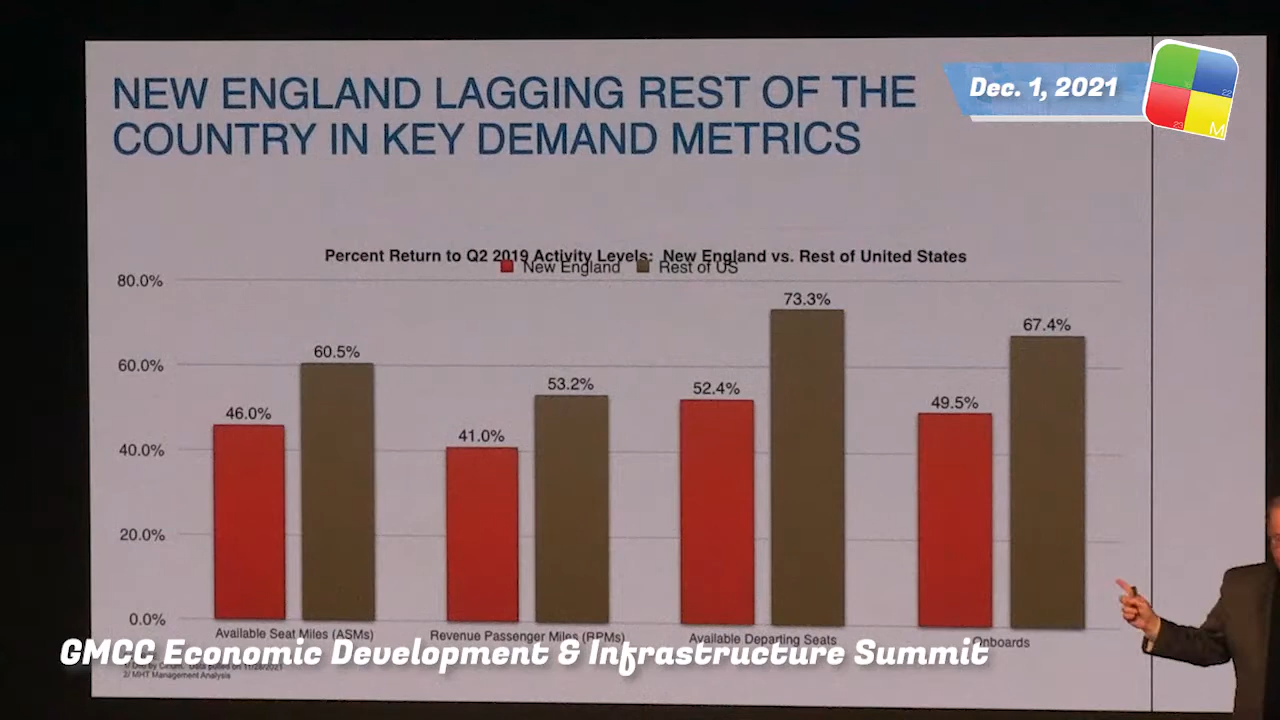 NEW ENGLAND LAGGING REST OF THE
COUNTRY IN KEY DEMAND METRICS
Dec. 1, 2021
22
23
M
Percent Return to Q2 2019 Activity Levels: New England vs. Rest of United States
New England Rest of US
80.0%
60.0%
40.0%
20.0%
0.0%
46.0%
60.5%
41.0%
53.2%
52.4%
73.3%
49.5%
67.4%
Available Seat Miles (ASMs)
Revenue Passenger Miles (RPMs)
Available Departing Seats
Onboards
GMCC Economic Development & Infrastructure Summit
2/ MHT Management Analysis